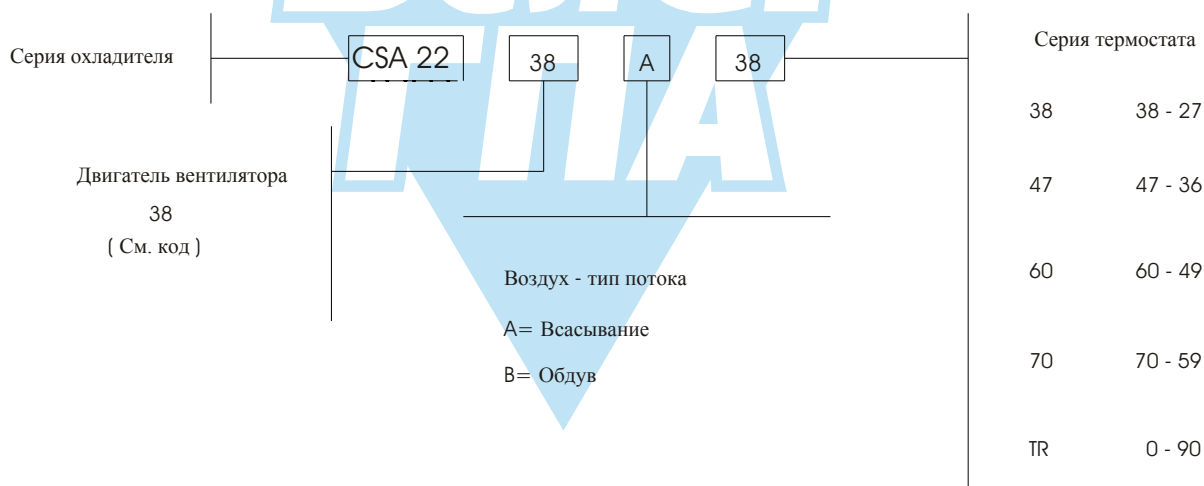 Серия охладителя
CSA 22
38
A
38
Серия термостата
38 38 - 27
47 47 - 36
60 60 - 49
70 70 - 59
TR 0 - 90
Двигатель вентилятора
38
( См. код )
Воздух - тип потока
A= Всасывание
B= Обдув